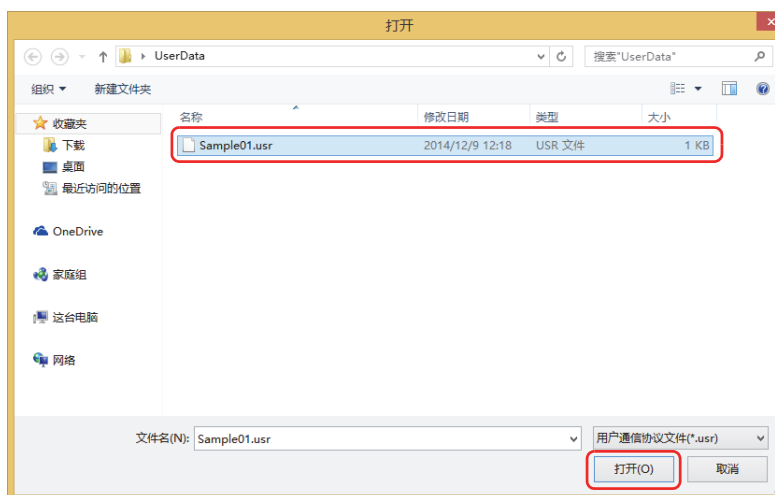 打开
UserData
搜索"UserData"
组织
新建文件夹
名称 修改日期 类型 大小
收藏夹
Sample01.usr 2014/12/9 12:18 USR 文件 1 KB
下载
桌面
最近访问的位置
OneDrive
家庭组
这台电脑
网络
文件名(N): Sample01.usr 用户通信协议文件(*.usr)
打开(O) 取消